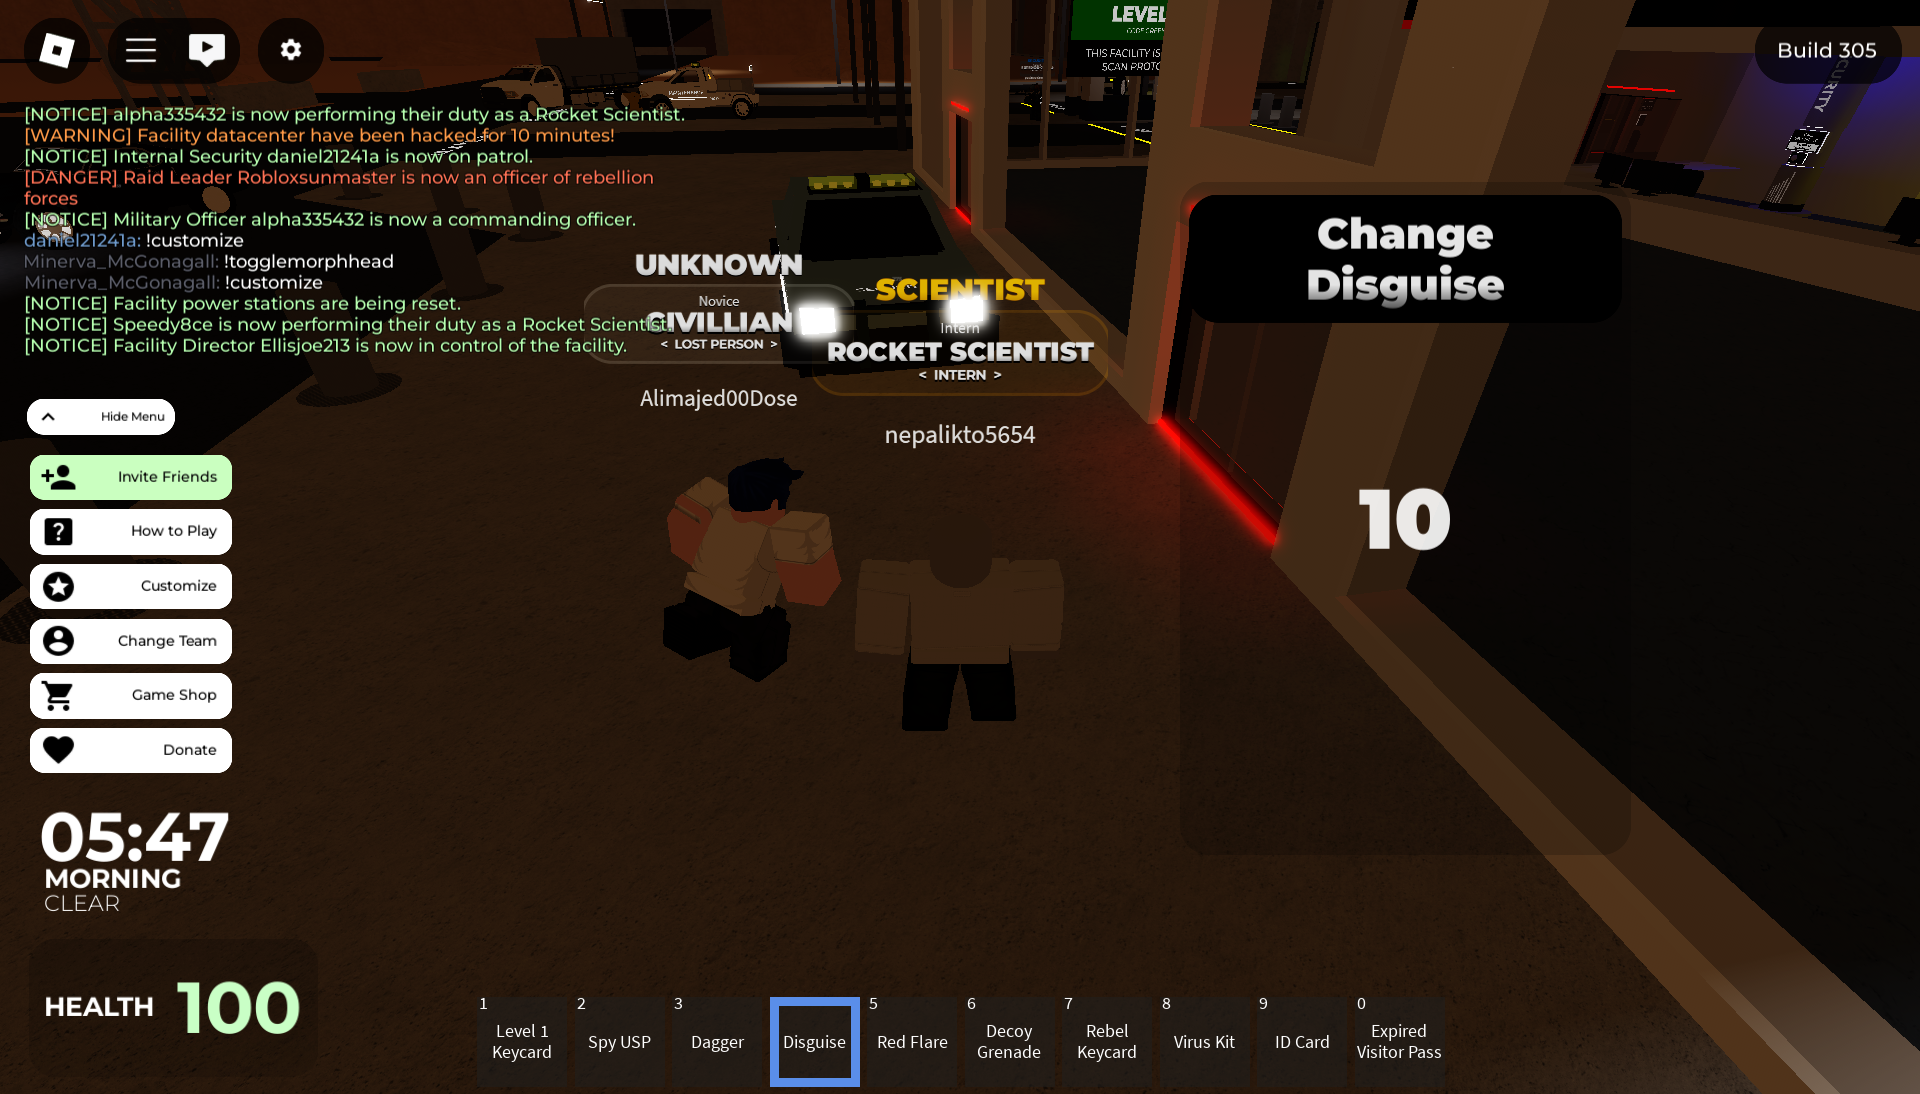 Build 305
LEVEL
THIS FACILITY IS
SCAN PROTO
[NOTICE] alpha335432 is now performing their duty as a Rocket Scientist.
[WARNING] Facility datacenter have been hacked for 10 minutes!
[NOTICE] Internal Security daniel21241a is now on patrol.
[DANGER] Raid Leader Robloxsunmaster is now an officer of rebellion
forces
[NOTICE] Military Officer alpha335432 is now a commanding officer.
daniel21241a: !customize
Minerva_McGonagall: !togglemorphhead
Minerva_McGonagall: !customize
[NOTICE] Facility power stations are being reset.
[NOTICE] Speedy8ce is now performing their duty as a Rocket Scientist.
[NOTICE] Facility Director Ellisjoe213 is now in control of the facility.
UNKNOWN
Novice
CIVILLIAN
< LOST PERSON >
Alimajed00Dose
SCIENTIST
Intern
ROCKET SCIENTIST
< INTERN >
nepalikto5654
Change
Disguise
10
Hide Menu
Invite Friends
How to Play
Customize
Change Team
Game Shop
Donate
05:47
MORNING
CLEAR
HEALTH 100
1
Level 1
Keycard
2
Spy USP
3
Dagger
Disguise
5
Red Flare
6
Decoy
Grenade
7
Rebel
Keycard
8
Virus Kit
9
ID Card
0
Expired
Visitor Pass